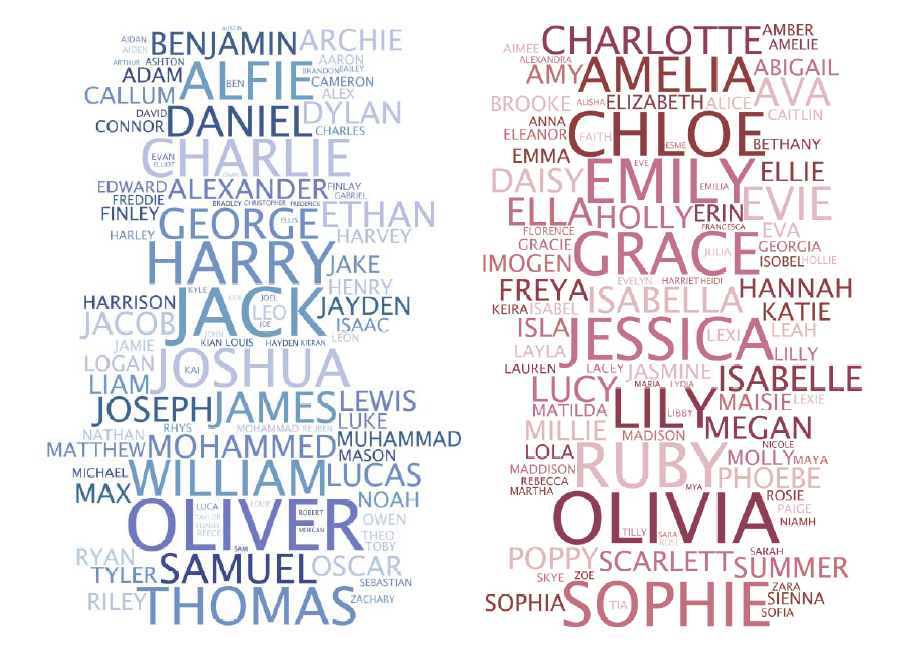 AUSTIN
AIDAN BENJAMIN ARCHIE
AIDEN
ARTHUR ASHTON AARON
BRANDON BAILEY
ADAM ALFIE BEN CAMERON
CALLUM ALEX
DAVID DANIEL DYLAN
CONNOR CHARLES
CHARLIE
EVAN
ELLIOT
EDWARD ALEXANDER FINLAY
FREDDIE GABRIEL
BRADLEY CHRISTOPHER FREDERICK
FINLEY GEORGE ELLIS ETHAN
HARLEY HARVEY
HARRY JAKE
KYLE HENRY
HARRISON JACK JOEL JAYDEN
JACOB LEO ISAAC
JOE
JOHN LEON
JAMIE KIAN LOUIS HAYDEN KIERAN
LOGAN JOSHUA
KAI
LIAM
JOSEPH JAMES LEWIS
LUKE
NATHAN RHYS MOHAMMAD REUBEN
MATTHEW MOHAMMED MUHAMMAD
MASON
MICHAEL WILLIAM LUCAS
MAX NOAH
OLIVER LUCA LOUIE ROBERT
TAYLOR OWEN
STANLEY MORGAN
REECE THEO
SAM TOBY
RYAN SAMUEL OSCAR
TYLER SEBASTIAN
RILEY THOMAS ZACHARY
CHARLOTTE AMBER
AIMEE AMELIE
ALEXANDRA
AMY AMELIA ABIGAIL
AVA
BROOKE ALISHA ELIZABETH ALICE
CAITLIN
ANNA CHLOE
ELEANOR FAITH
ESME BETHANY
EMMA EVE
DAISY EMILY EMILIA ELLIE
EVIE
ELLA HOLLY ERIN
FLORENCE FRANCESCA EVA
GRACIE GRACE JULIA GEORGIA
IMOGEN ISOBEL HOLLIE
EVELYN HARRIET HEIDI
FREYA ISABELLA HANNAH
KEIRA ISABEL KATIE
ISLA JESSICA LEXI LEAH
LAYLA LILLY
LAUREN LACEY JASMINE ISABELLE
MARIA LYDIA
LUCY LILY LIBBY MAISIE LEXIE
MATILDA
MILLIE MADISON MEGAN
NICOLE
LOLA RUBY MOLLY MAYA
MADDISON PHOEBE
REBECCA
MARTHA MYA ROSIE
OLIVIA PAIGE
TILLY SARA NIAMH
ROSE
POPPY SCARLETT SARAH
SKYE ZOE SUMMER
SOPHIA SOPHIE TIA ZARA
SIENNA
SOFIA